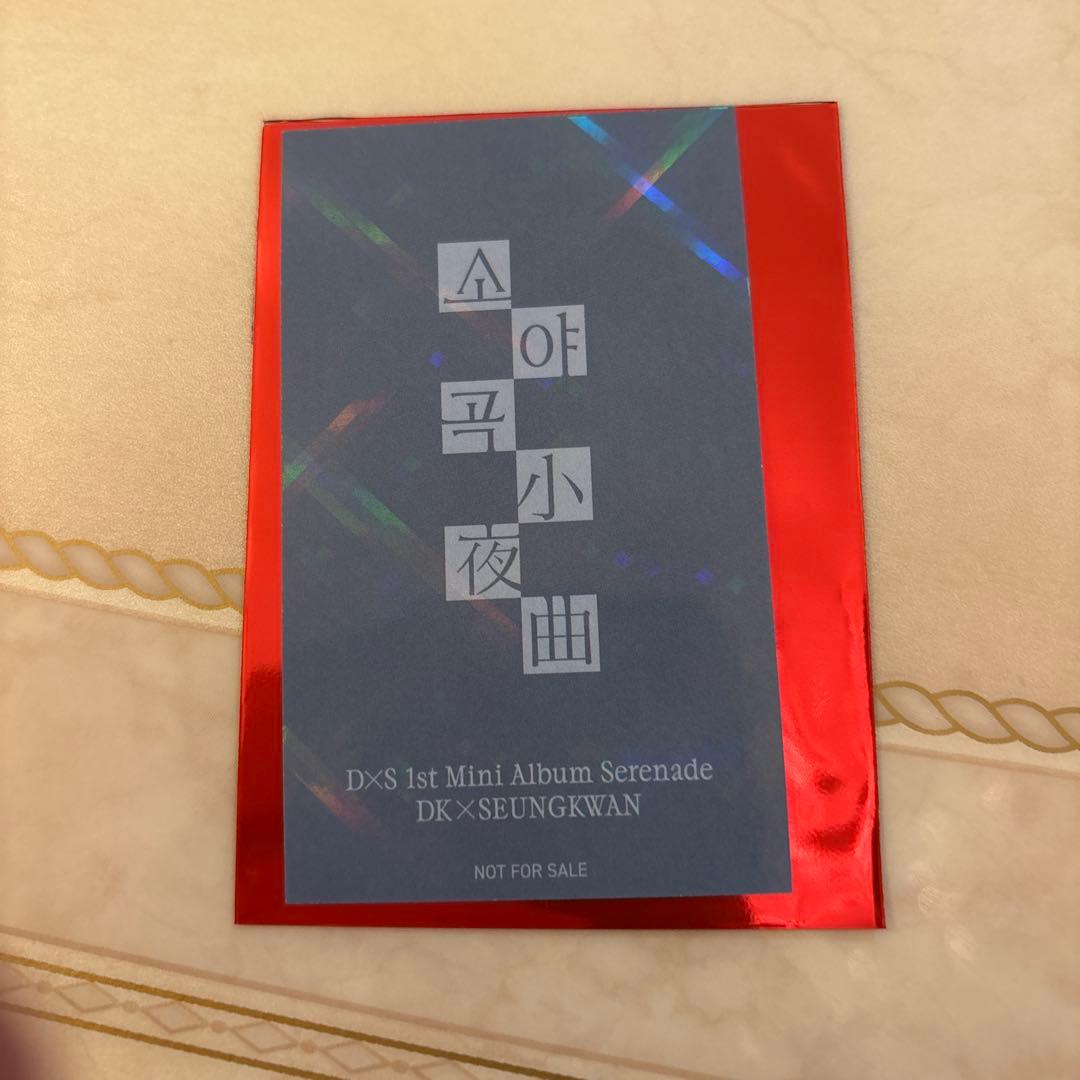 소
야
곡
小
夜
曲
D×S 1st Mini Album Serenade
DK×SEUNGKWAN
NOT FOR SALE